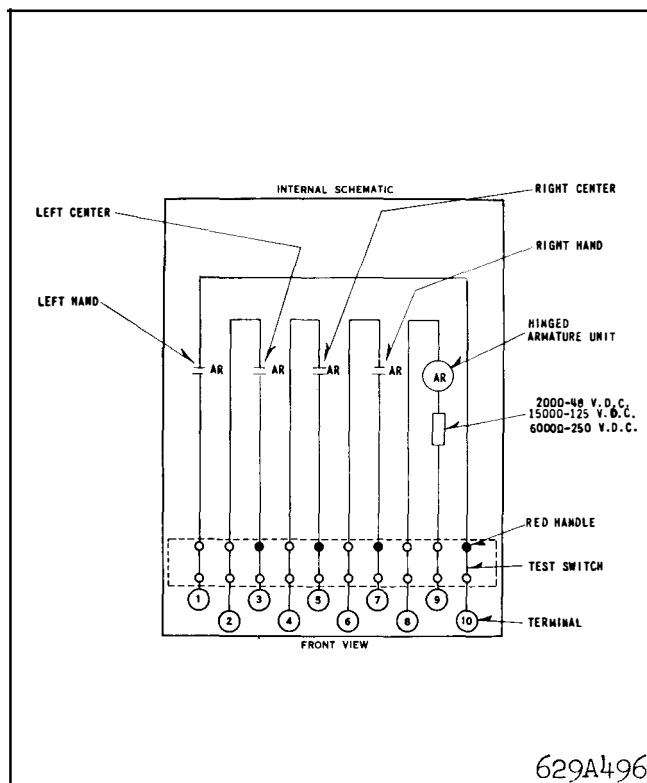 INTERNAL SCHEMATIC
RIGHT CENTER
LEFT CENTER
RIGHT HAND
LEFT HAND
HINGED
ARMATURE UNIT
AR AR AR AR AR
2000-48 V.D.C.
15000-125 V.D.C.
6000Ω-250 V.D.C.
RED HANDLE
TEST SWITCH
1 3 5 7 9
2 4 6 8 10
TERMINAL
FRONT VIEW
629A496